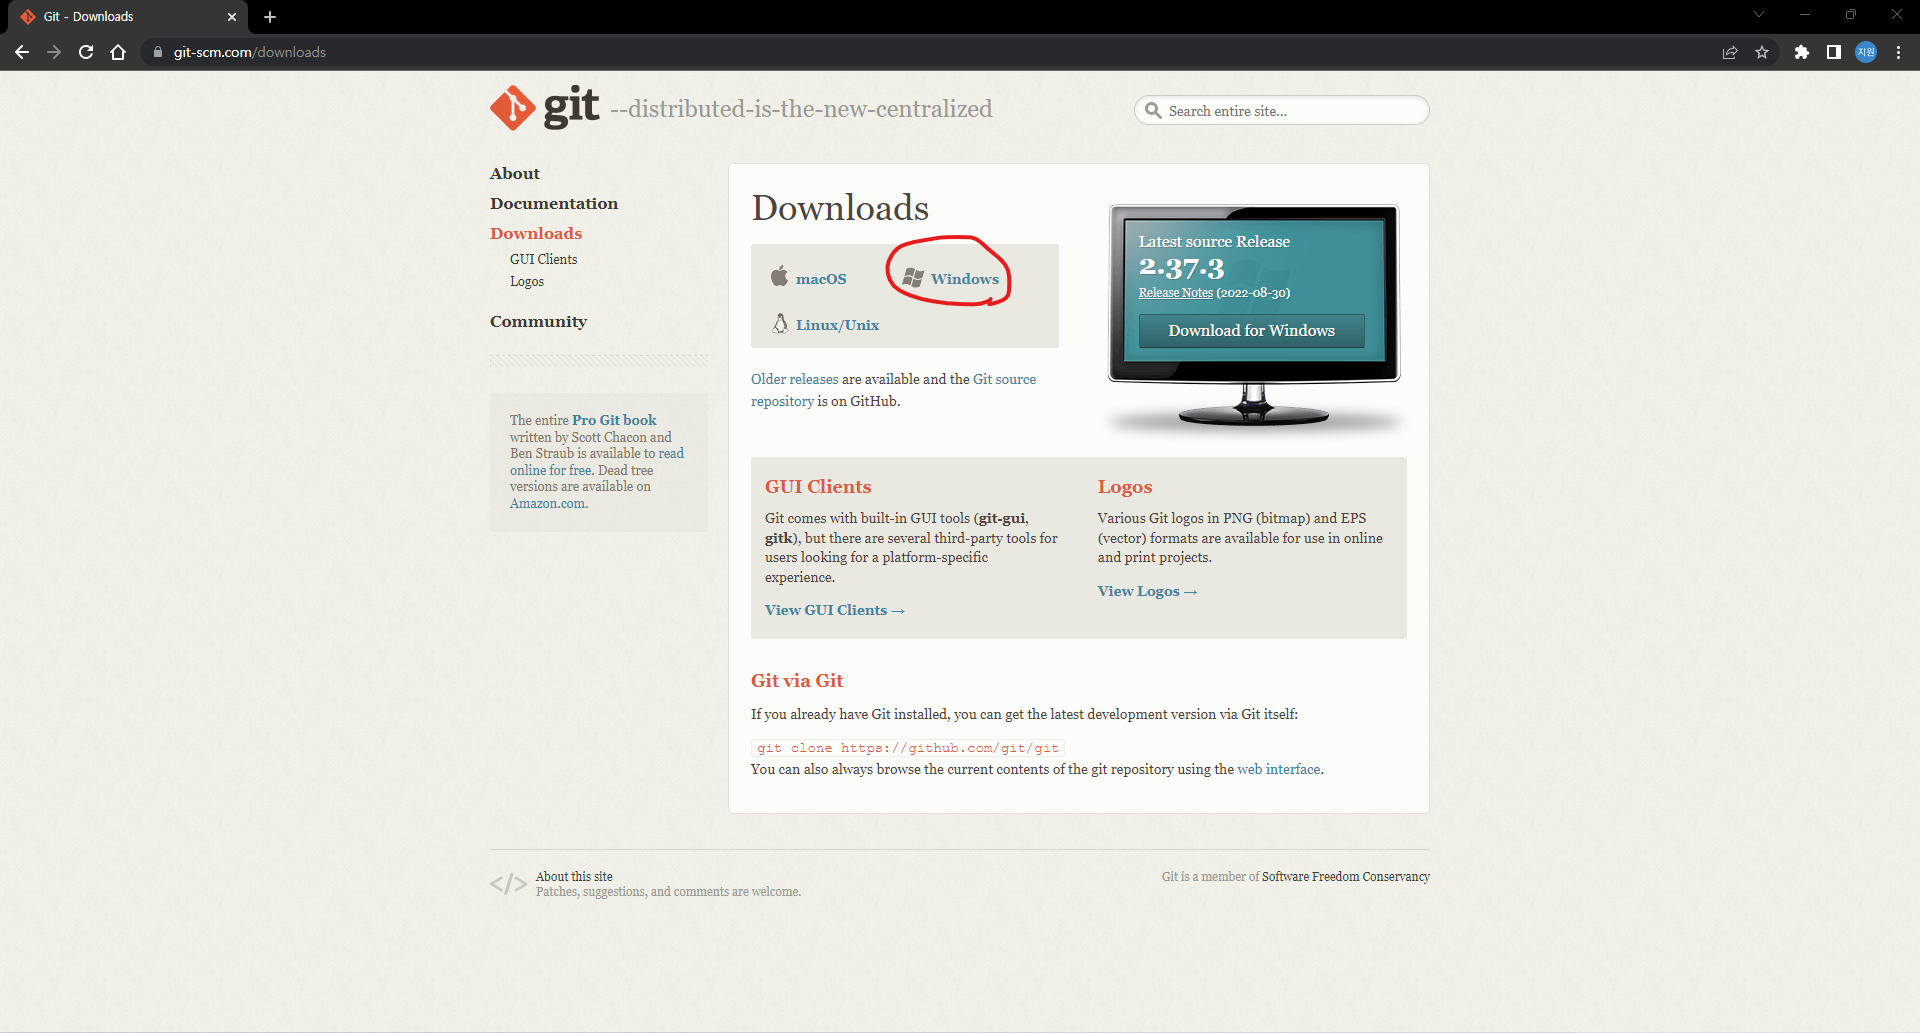 Git - Downloads
git-scm.com/downloads
지원
git --distributed-is-the-new-centralized
Search entire site...
About
Documentation
Downloads
GUI Clients
Logos
Community
The entire Pro Git book
written by Scott Chacon and
Ben Straub is available to read
online for free. Dead tree
versions are available on
Amazon.com.
Downloads
macOS
Windows
Linux/Unix
Older releases are available and the Git source
repository is on GitHub.
Latest source Release
2.37.3
Release Notes (2022-08-30)
Download for Windows
GUI Clients
Git comes with built-in GUI tools (git-gui,
gitk), but there are several third-party tools for
users looking for a platform-specific
experience.
View GUI Clients →
Logos
Various Git logos in PNG (bitmap) and EPS
(vector) formats are available for use in online
and print projects.
View Logos →
Git via Git
If you already have Git installed, you can get the latest development version via Git itself:
git clone https://github.com/git/git
You can also always browse the current contents of the git repository using the web interface.
</> About this site
Patches, suggestions, and comments are welcome.
Git is a member of Software Freedom Conservancy